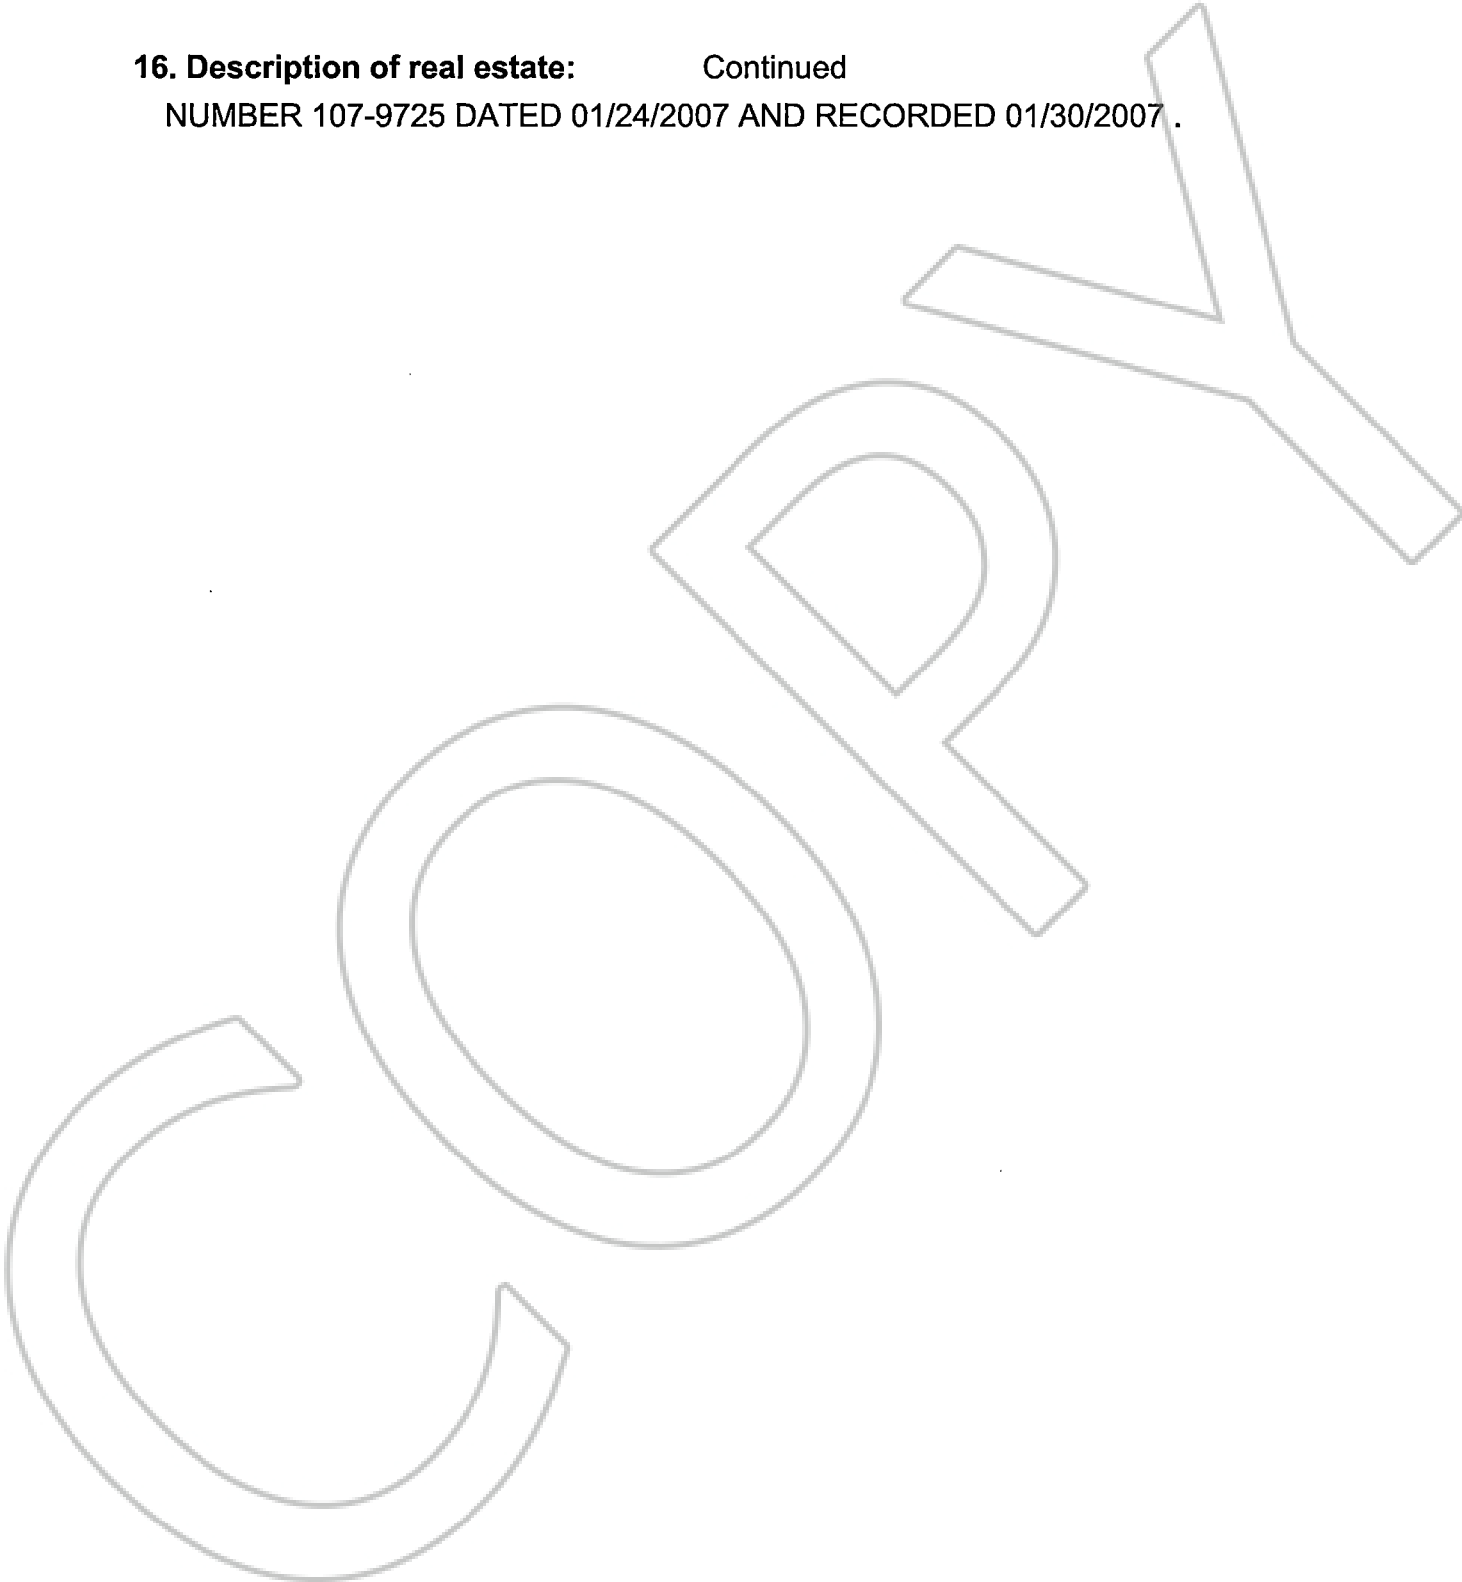 16. Description of real estate: Continued
NUMBER 107-9725 DATED 01/24/2007 AND RECORDED 01/30/2007 .
COPY